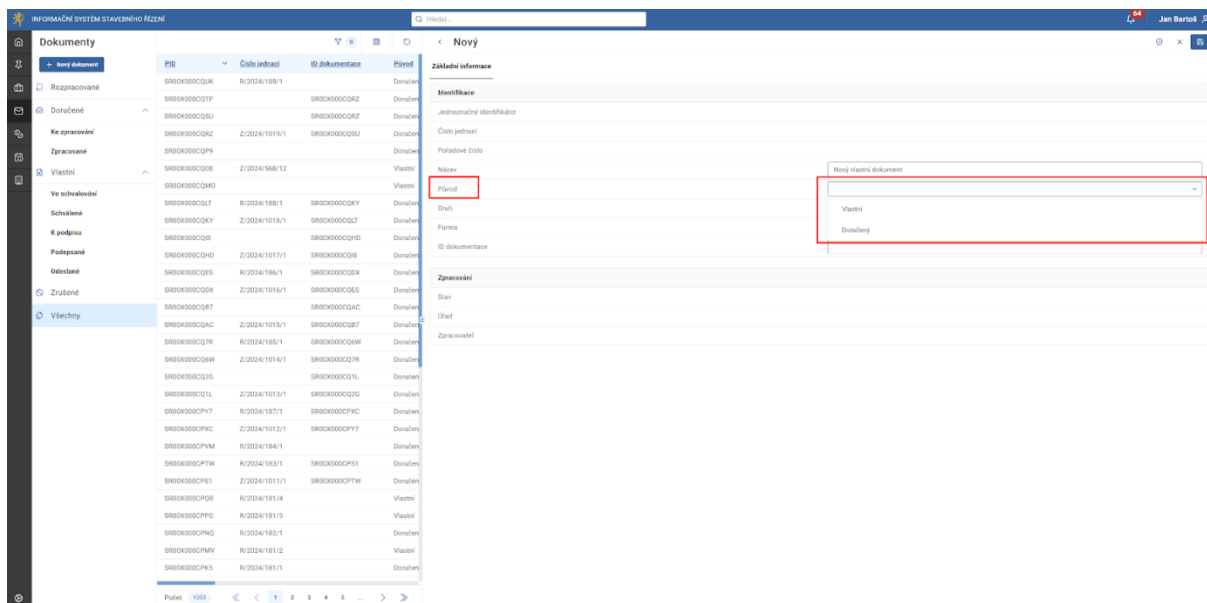 INFORMAČNÍ SYSTÉM STAVEBNÍHO ŘÍZENÍ
Hledat...
64
Jan Bartoš
Dokumenty
+ Nový dokument
Rozpracované
Doručené
Ke zpracování
Zpracované
Vlastní
Ve schvalování
Schválené
K podpisu
Podepsané
Odeslané
Zrušené
Všechny
0
PID Číslo jednací ID dokumentace Původ
SR00X000CQUK R/2024/189/1 Doručen
SR00X000CQTP SR00X000CQRZ Doručen
SR00X000CQSU SR00X000CQRZ Doručen
SR00X000CQRZ Z/2024/1019/1 SR00X000CQSU Doručen
SR00X000CQP9 Doručen
SR00X000CQOE Z/2024/568/12 Vlastní
SR00X000CQMO Vlastní
SR00X000CQLT R/2024/188/1 SR00X000CQKY Doručen
SR00X000CQKY Z/2024/1018/1 SR00X000CQLT Doručen
SR00X000CQI8 SR00X000CQHD Doručen
SR00X000CQHD Z/2024/1017/1 SR00X000CQI8 Doručen
SR00X000CQES R/2024/186/1 SR00X000CQDX Doručen
SR00X000CQDX Z/2024/1016/1 SR00X000CQES Doručen
SR00X000CQB7 SR00X000CQAC Doručen
SR00X000CQAC Z/2024/1015/1 SR00X000CQB7 Doručen
SR00X000CQ7R R/2024/185/1 SR00X000CQ6W Doručen
SR00X000CQ6W Z/2024/1014/1 SR00X000CQ7R Doručen
SR00X000CQ2G SR00X000CQ1L Doručen
SR00X000CQ1L Z/2024/1013/1 SR00X000CQ2G Doručen
SR00X000CPY7 R/2024/187/1 SR00X000CPXC Doručen
SR00X000CPXC Z/2024/1012/1 SR00X000CPY7 Doručen
SR00X000CPVM R/2024/184/1 Doručen
SR00X000CPTW R/2024/183/1 SR00X000CPS1 Doručen
SR00X000CPS1 Z/2024/1011/1 SR00X000CPTW Doručen
SR00X000CPQB R/2024/181/4 Vlastní
SR00X000CPPG R/2024/181/3 Vlastní
SR00X000CPNQ R/2024/182/1 Doručen
SR00X000CPMV R/2024/181/2 Vlastní
SR00X000CPK5 R/2024/181/1 Doručen
Počet 1053 1 2 3 4 5 ...
Nový
Základní informace
Identifikace
Jednoznačný identifikátor
Číslo jednací
Pořadové číslo
Název Nový vlastní dokument
Původ
Druh Vlastní
Forma Doručený
ID dokumentace
Zpracování
Stav
Úřad
Zpracovatel